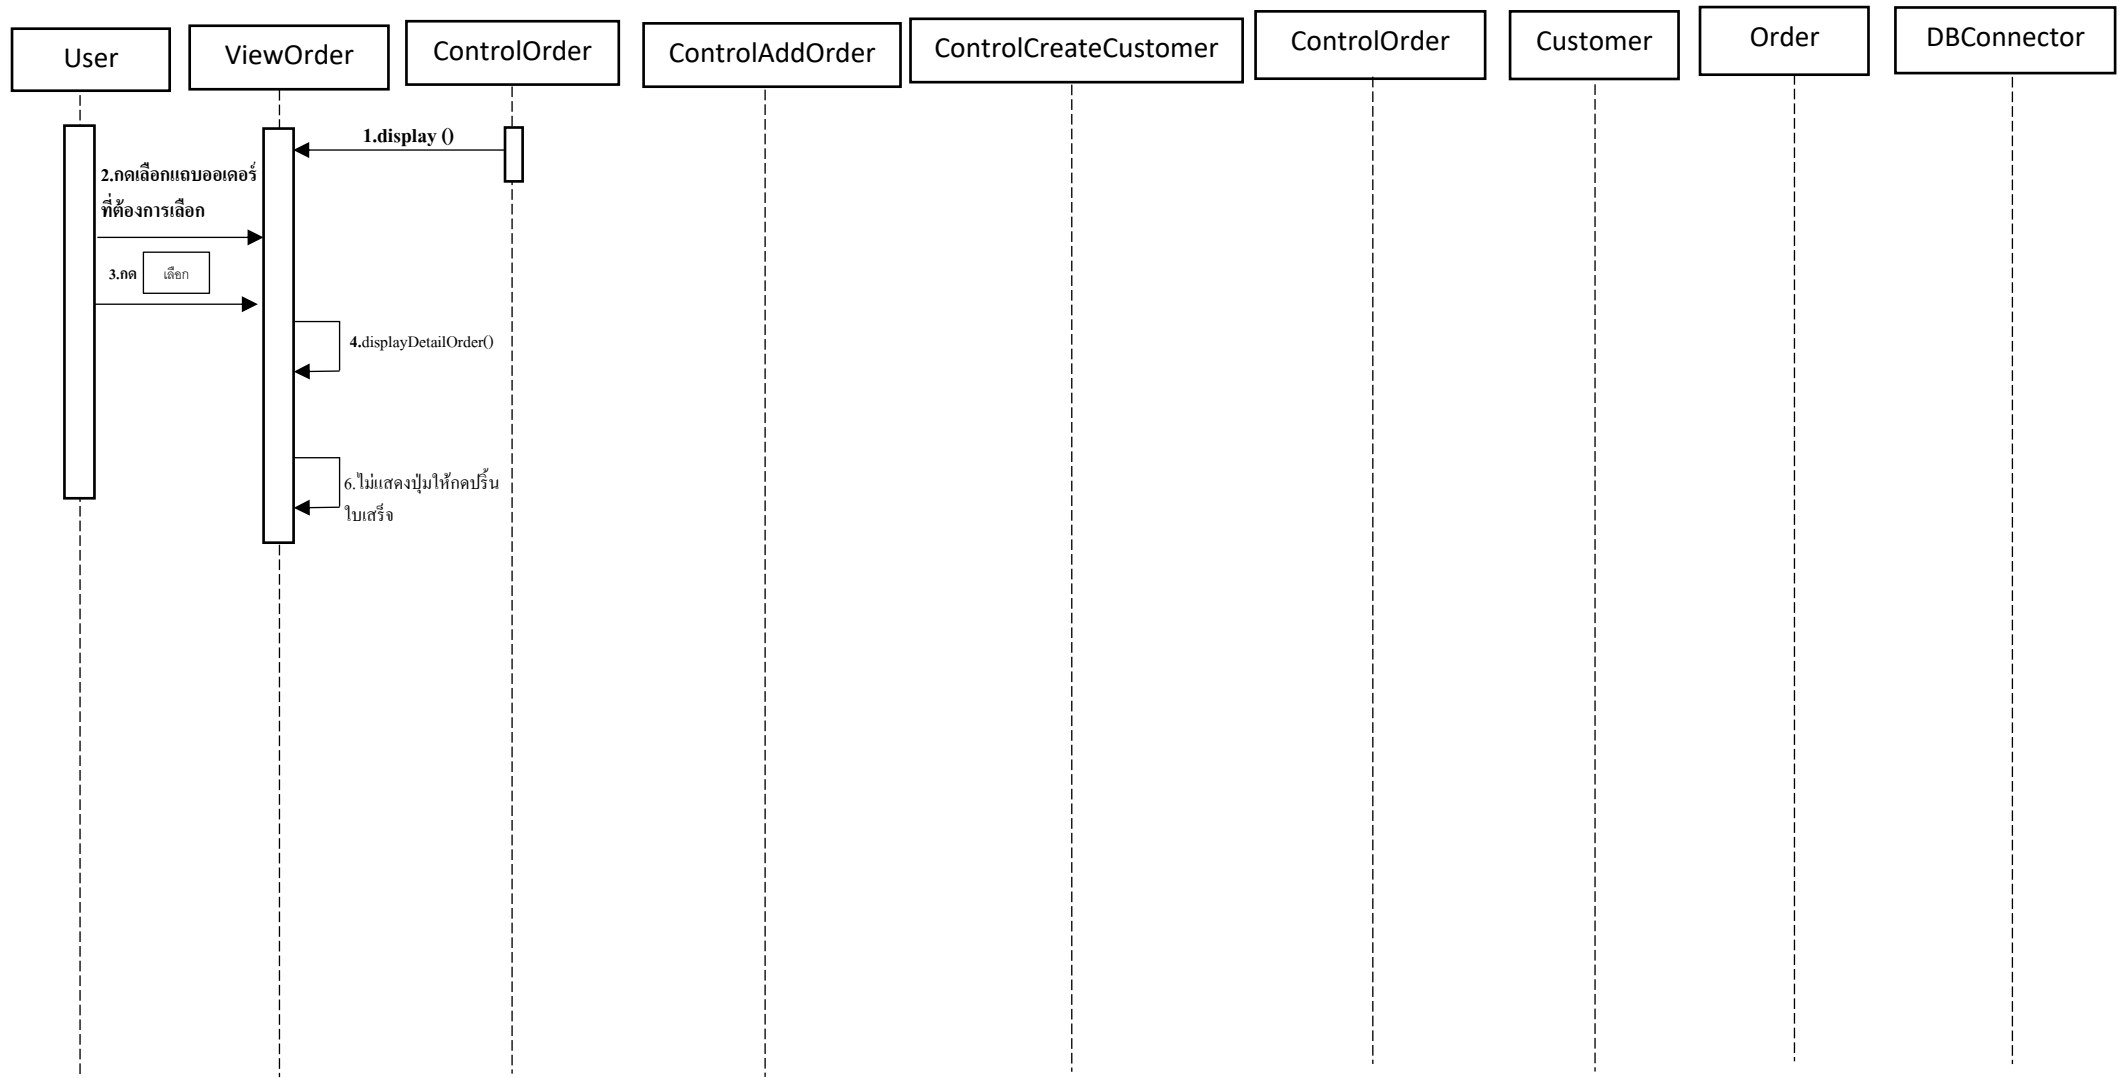 User
ViewOrder
ControlOrder
ControlAddOrder
ControlCreateCustomer
ControlOrder
Customer
Order
DBConnector
1.display ()
2.กดเลือกแถบออเดอร์
ที่ต้องการเลือก
3.กด เลือก
4.displayDetailOrder()
6.ไม่แสดงปุ่มให้กดปริ้น
ใบเสร็จ